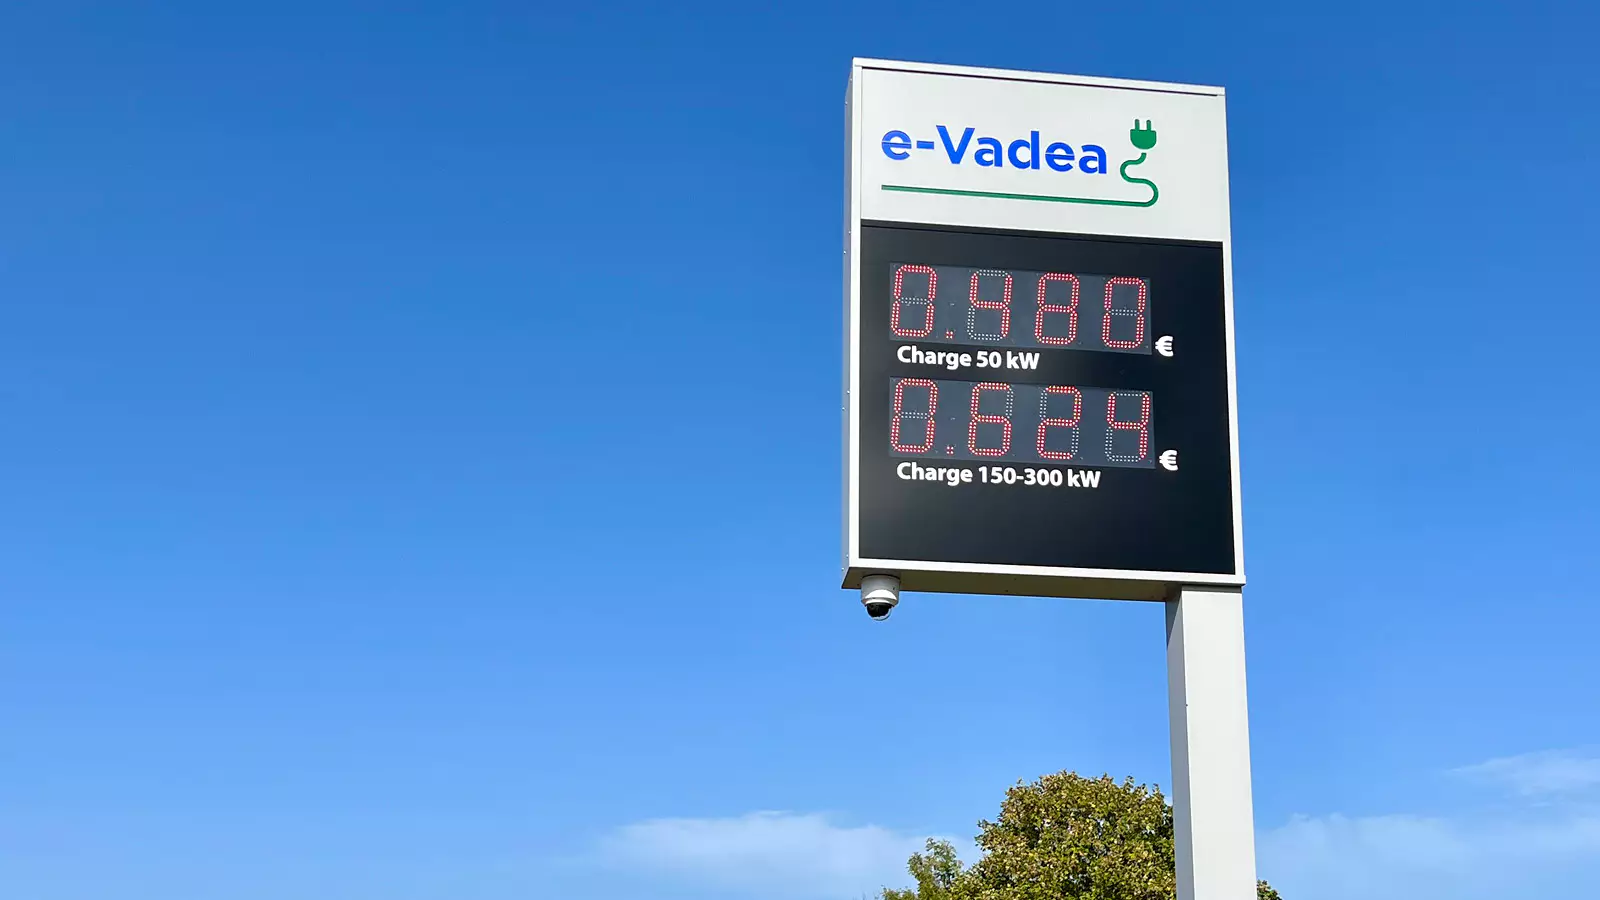 e-Vadea
0.480 €
Charge 50 kW
0.624 €
Charge 150-300 kW